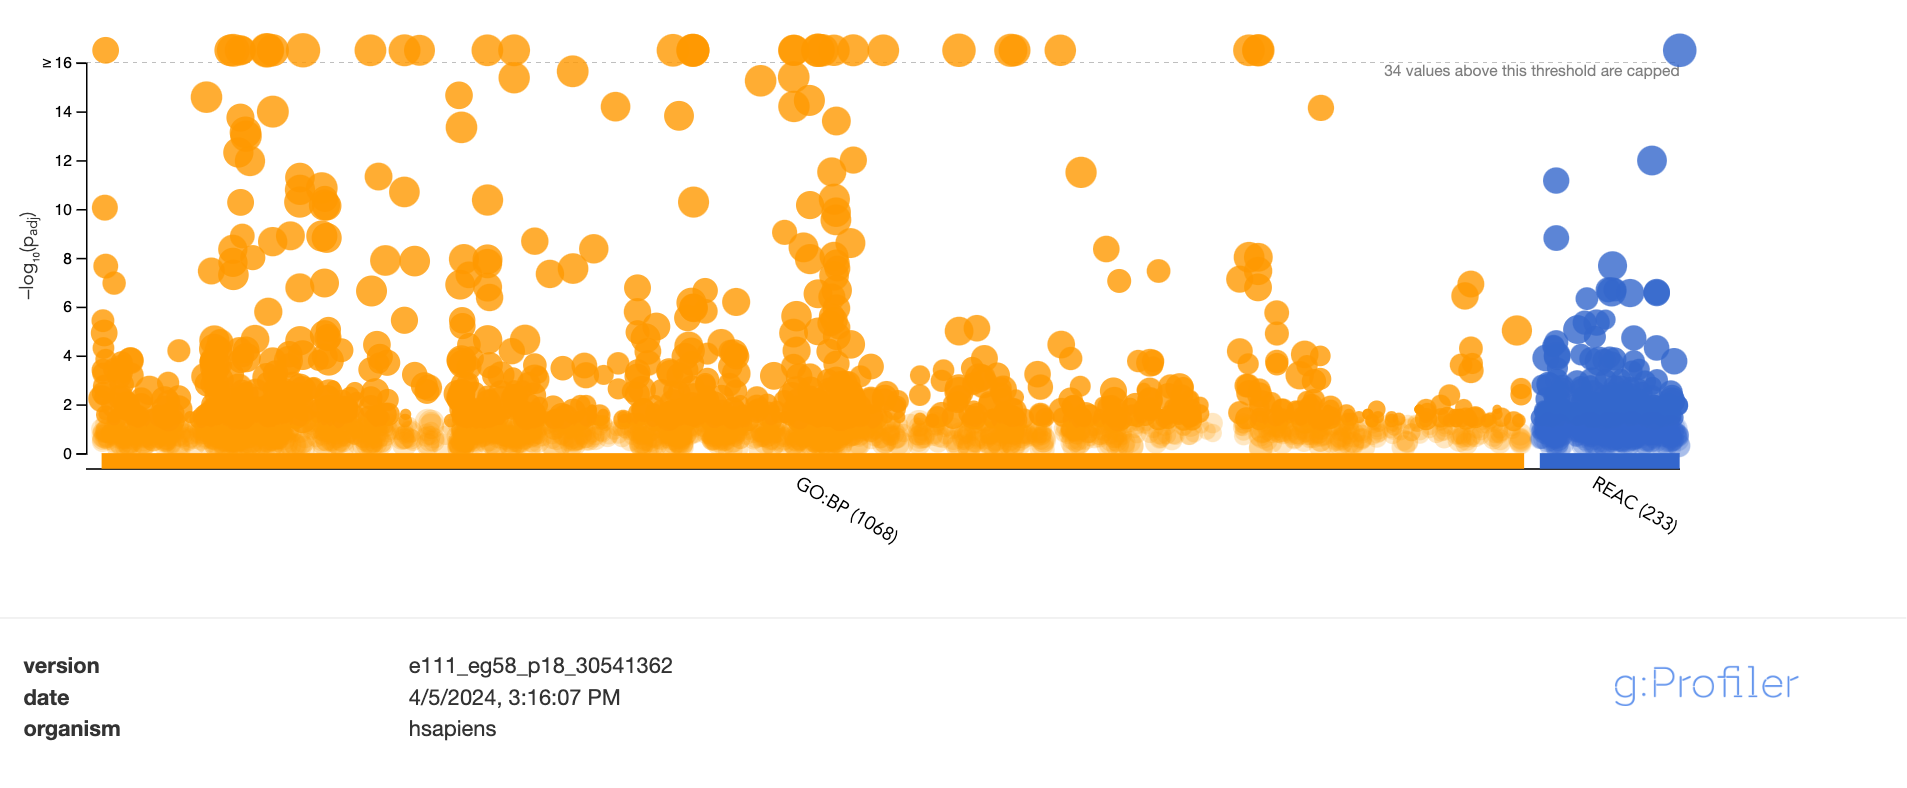 ≥ 16
34 values above this threshold are capped
14
12
10
8
6
4
2
0
−log₁₀(padj)
GO:BP (1068)
REAC (233)
version e111_eg58_p18_30541362
date 4/5/2024, 3:16:07 PM
organism hsapiens
g:Profiler